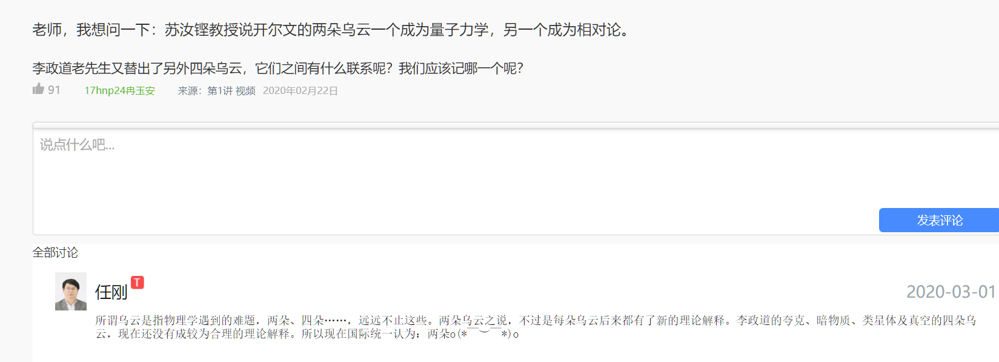 老师，我想问一下：苏汝铿教授说开尔文的两朵乌云一个成为量子力学，另一个成为相对论。
李政道老先生又替出了另外四朵乌云，它们之间有什么联系呢？我们应该记哪一个呢？
91 17hnp24冉玉安 来源：第1讲 视频 2020年02月22日
说点什么吧...
发表评论
全部讨论
任刚 T 2020-03-01
所谓乌云是指物理学遇到的难题，两朵、四朵……，远远不止这些。两朵乌云之说，不过是每朵乌云后来都有了新的理论解释。李政道的夸克、暗物质、类星体及真空的四朵乌
云，现在还没有成较为合理的理论解释。所以现在国际统一认为：两朵o(*￣︶￣*)o